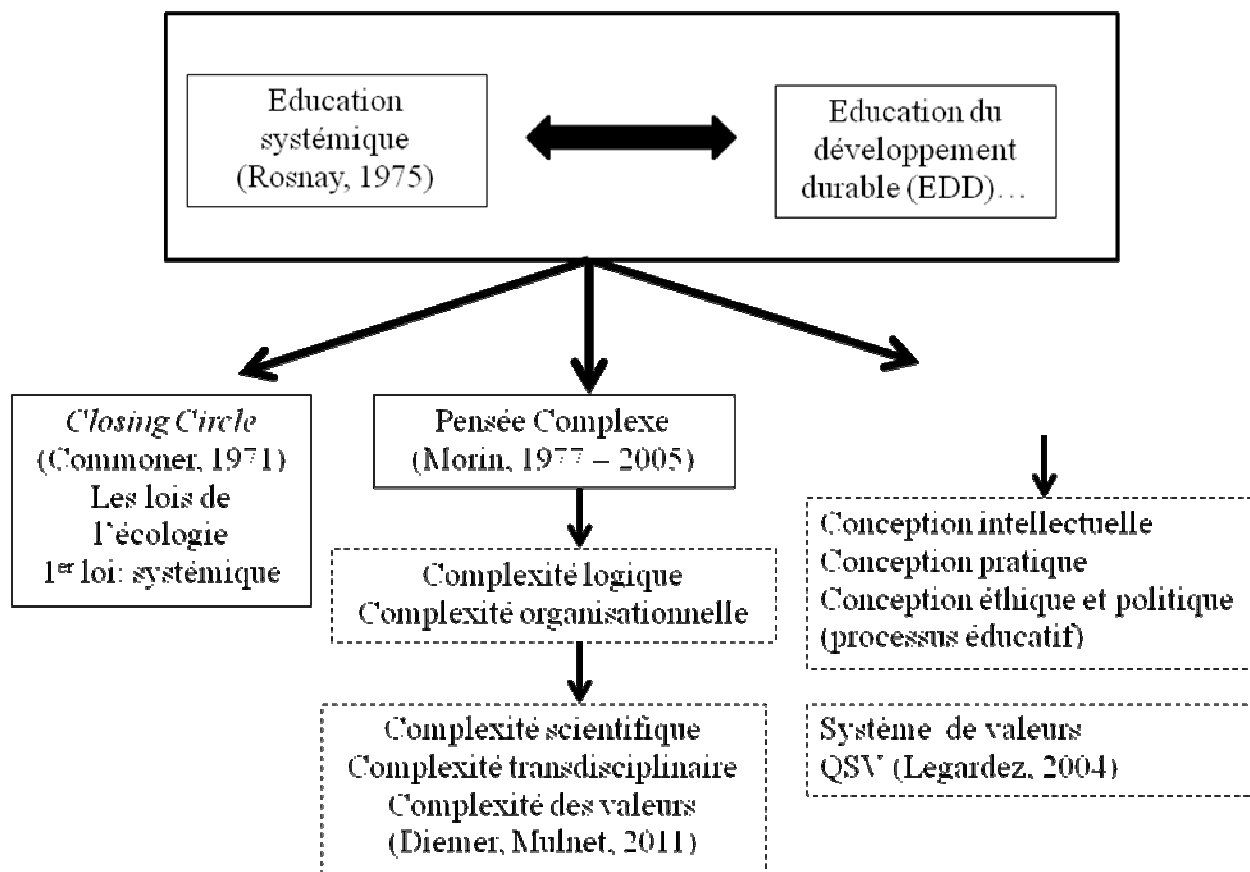 Education
systémique
(Rosnay, 1975)
Education du
développement
durable (EDD)…
Closing Circle
(Commoner, 1971)
Les lois de
l'écologie
1er loi: systémique
Pensée Complexe
(Morin, 1977 – 2005)
Complexité logique
Complexité organisationnelle
Complexité scientifique
Complexité transdisciplinaire
Complexité des valeurs
(Diemer, Mulnet, 2011)
Conception intellectuelle
Conception pratique
Conception éthique et politique
(processus éducatif)
Système de valeurs
QSV (Legardez, 2004)